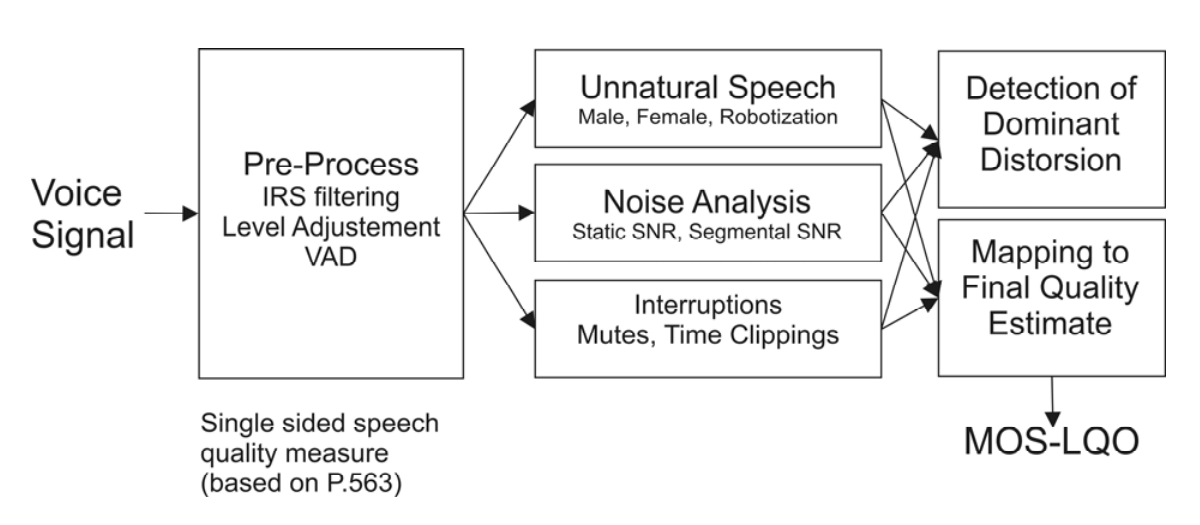 Voice
Signal
Pre-Process
IRS filtering
Level Adjustement
VAD
Single sided speech
quality measure
(based on P.563)
Unnatural Speech
Male, Female, Robotization
Noise Analysis
Static SNR, Segmental SNR
Interruptions
Mutes, Time Clippings
Detection of
Dominant
Distorsion
Mapping to
Final Quality
Estimate
MOS-LQO